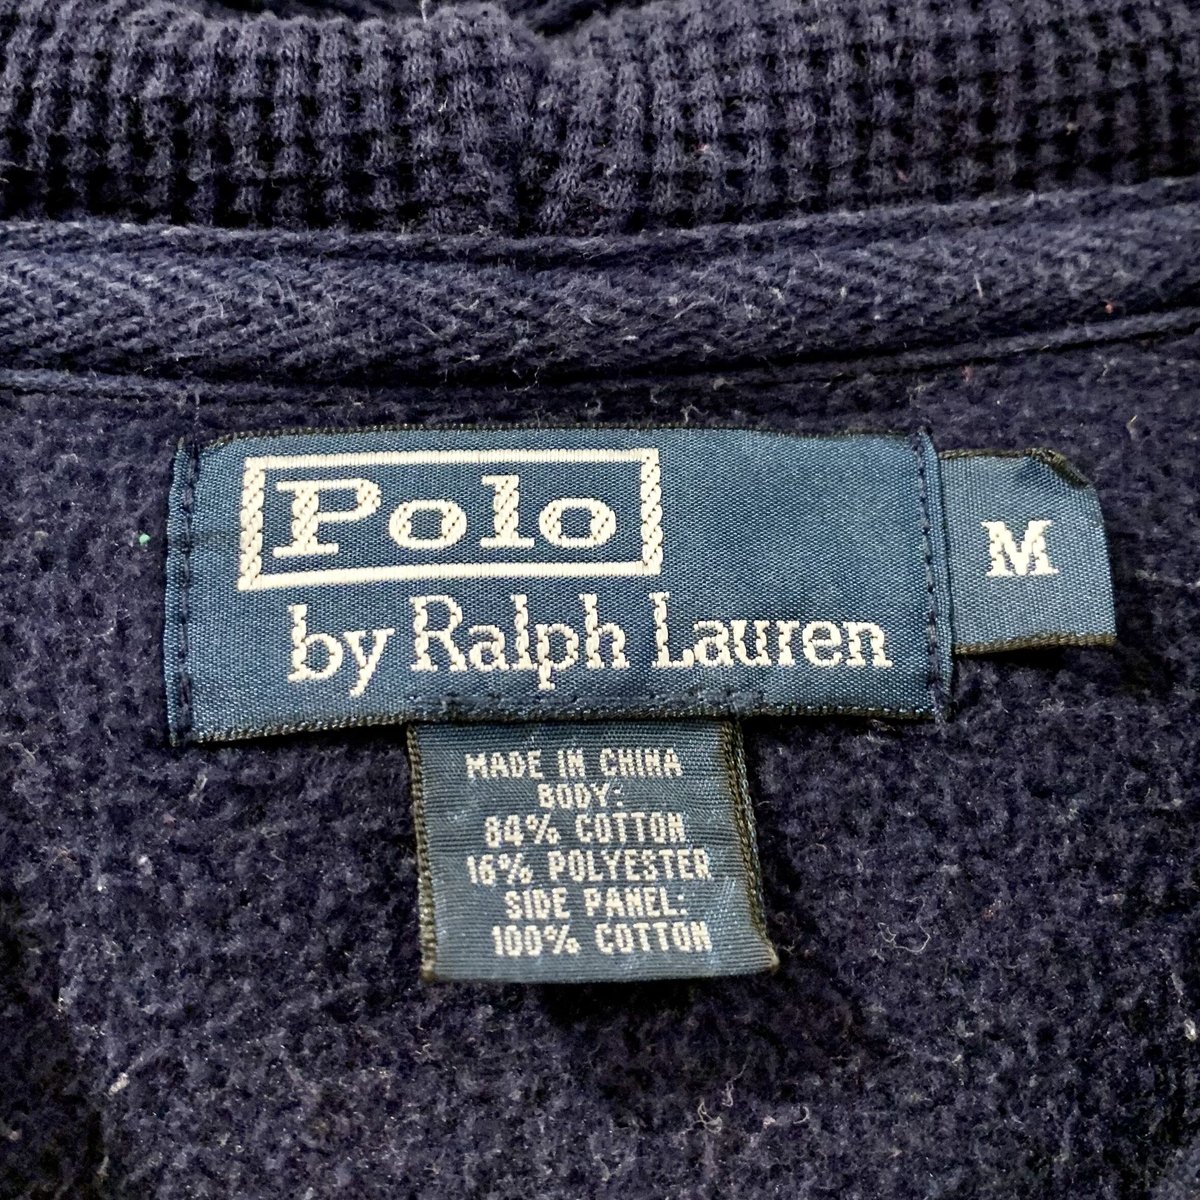 Polo
by Ralph Lauren
M
MADE IN CHINA
BODY:
84% COTTON
16% POLYESTER
SIDE PANEL:
100% COTTON